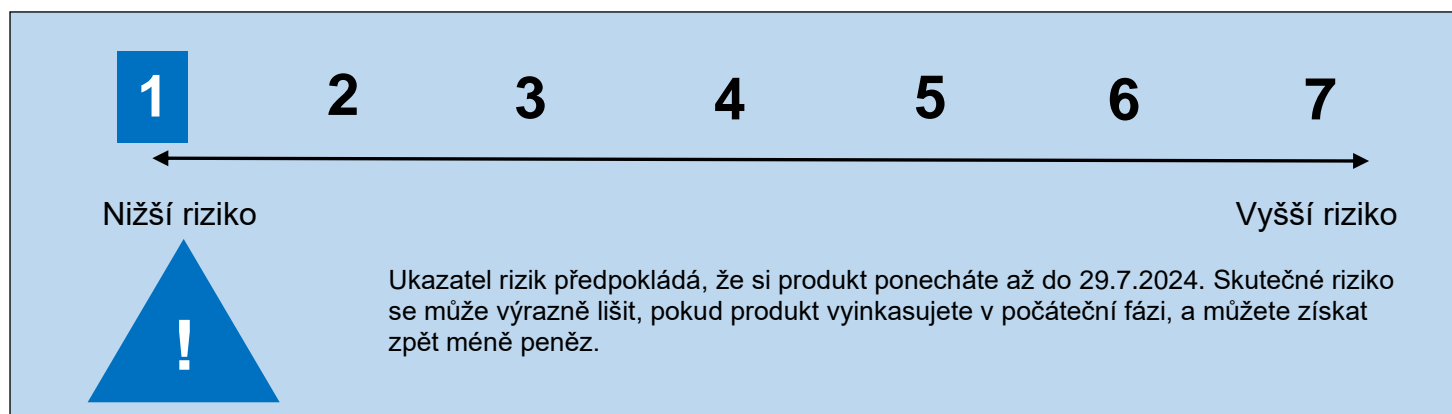 1 2 3 4 5 6 7
Nižší riziko Vyšší riziko
Ukazatel rizik předpokládá, že si produkt ponecháte až do 29.7.2024. Skutečné riziko
se může výrazně lišit, pokud produkt vyinkasujete v počáteční fázi, a můžete získat
zpět méně peněz.
!